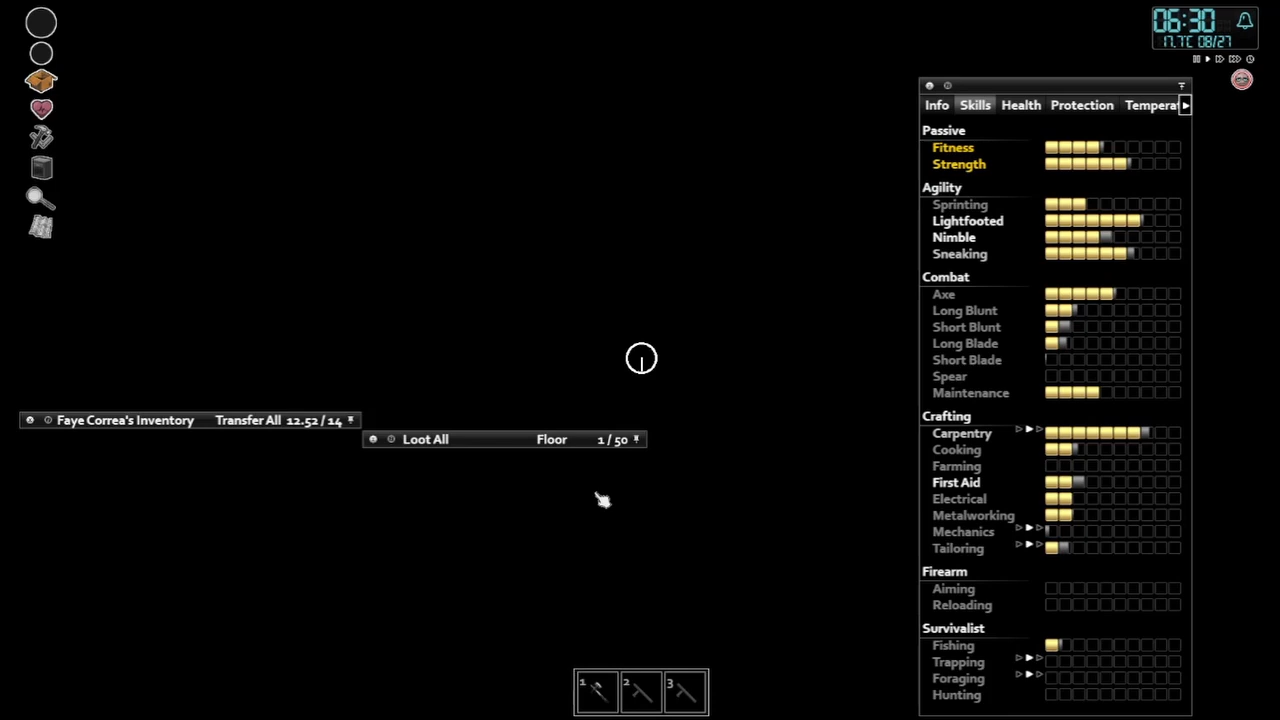 06:30
17.7°C 08/27
Info Skills Health Protection Temperat
Passive
Fitness
Strength
Agility
Sprinting
Lightfooted
Nimble
Sneaking
Combat
Axe
Long Blunt
Short Blunt
Long Blade
Short Blade
Spear
Maintenance
Crafting
Carpentry
Cooking
Farming
First Aid
Electrical
Metalworking
Mechanics
Tailoring
Firearm
Aiming
Reloading
Survivalist
Fishing
Trapping
Foraging
Hunting
Faye Correa's Inventory Transfer All 12.52 / 14
Loot All Floor 1 / 50
1 2 3